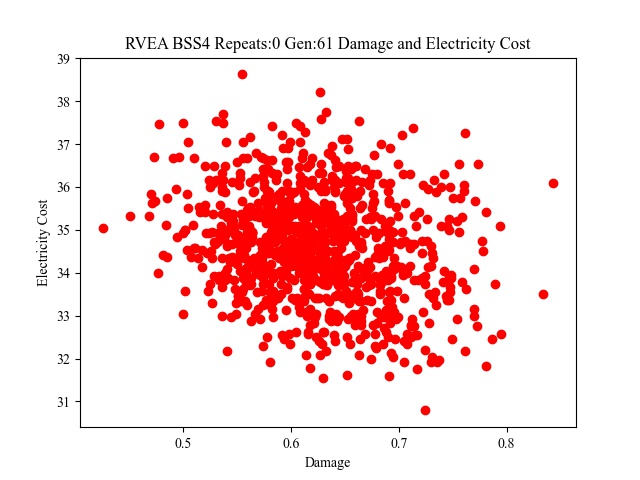 RVEA BSS4 Repeats:0 Gen:61 Damage and Electricity Cost
39
38
37
36
35
34
33
32
31
Electricity Cost
0.5 0.6 0.7 0.8
Damage